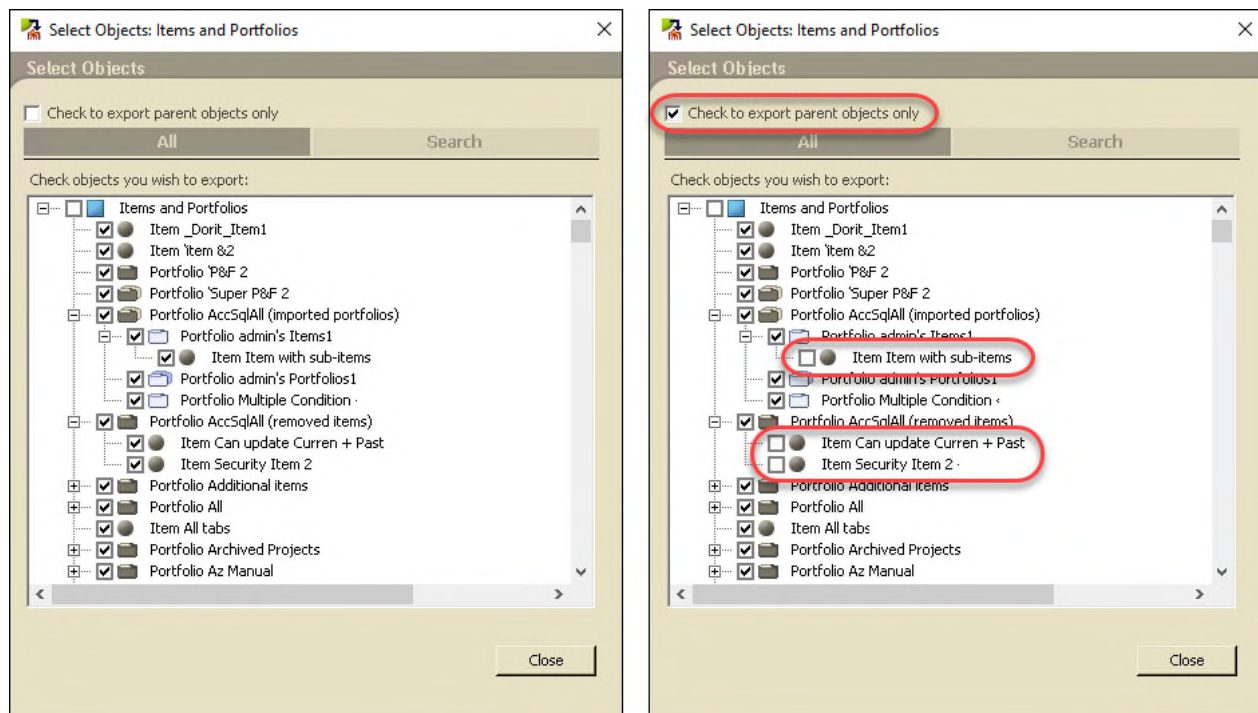 Select Objects: Items and Portfolios
Select Objects
Check to export parent objects only
All Search
Check objects you wish to export:
Items and Portfolios
Item _Dorit_Item1
Item 'item &2
Portfolio 'P&F 2
Portfolio 'Super P&F 2
Portfolio AccSqlAll (imported portfolios)
Portfolio admin's Items1
Item Item with sub-items
Portfolio admin's Portfolios1
Portfolio Multiple Condition
Portfolio AccSqlAll (removed items)
Item Can update Curren + Past
Item Security Item 2
Portfolio Additional items
Portfolio All
Item All tabs
Portfolio Archived Projects
Portfolio Az Manual
Close
Select Objects: Items and Portfolios
Select Objects
Check to export parent objects only
All Search
Check objects you wish to export:
Items and Portfolios
Item _Dorit_Item1
Item 'item &2
Portfolio 'P&F 2
Portfolio 'Super P&F 2
Portfolio AccSqlAll (imported portfolios)
Portfolio admin's Items1
Item Item with sub-items
Portfolio admin's Portfolios1
Portfolio Multiple Condition
Portfolio AccSqlAll (removed items)
Item Can update Curren + Past
Item Security Item 2
Portfolio Additional items
Portfolio All
Item All tabs
Portfolio Archived Projects
Portfolio Az Manual
Close